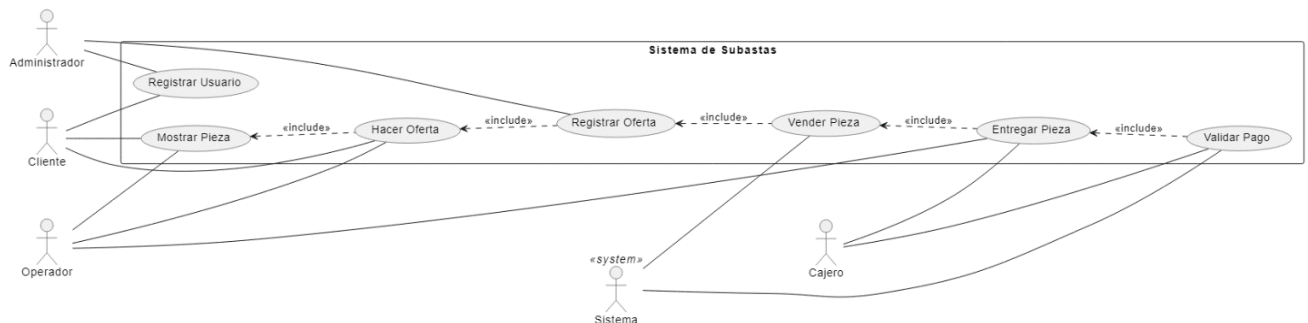 Sistema de Subastas
Administrador
Registrar Usuario
Cliente
Mostrar Pieza
«include»
Hacer Oferta
«include»
Registrar Oferta
«include»
Vender Pieza
«include»
Entregar Pieza
«include»
Validar Pago
Operador
«system»
Sistema
Cajero